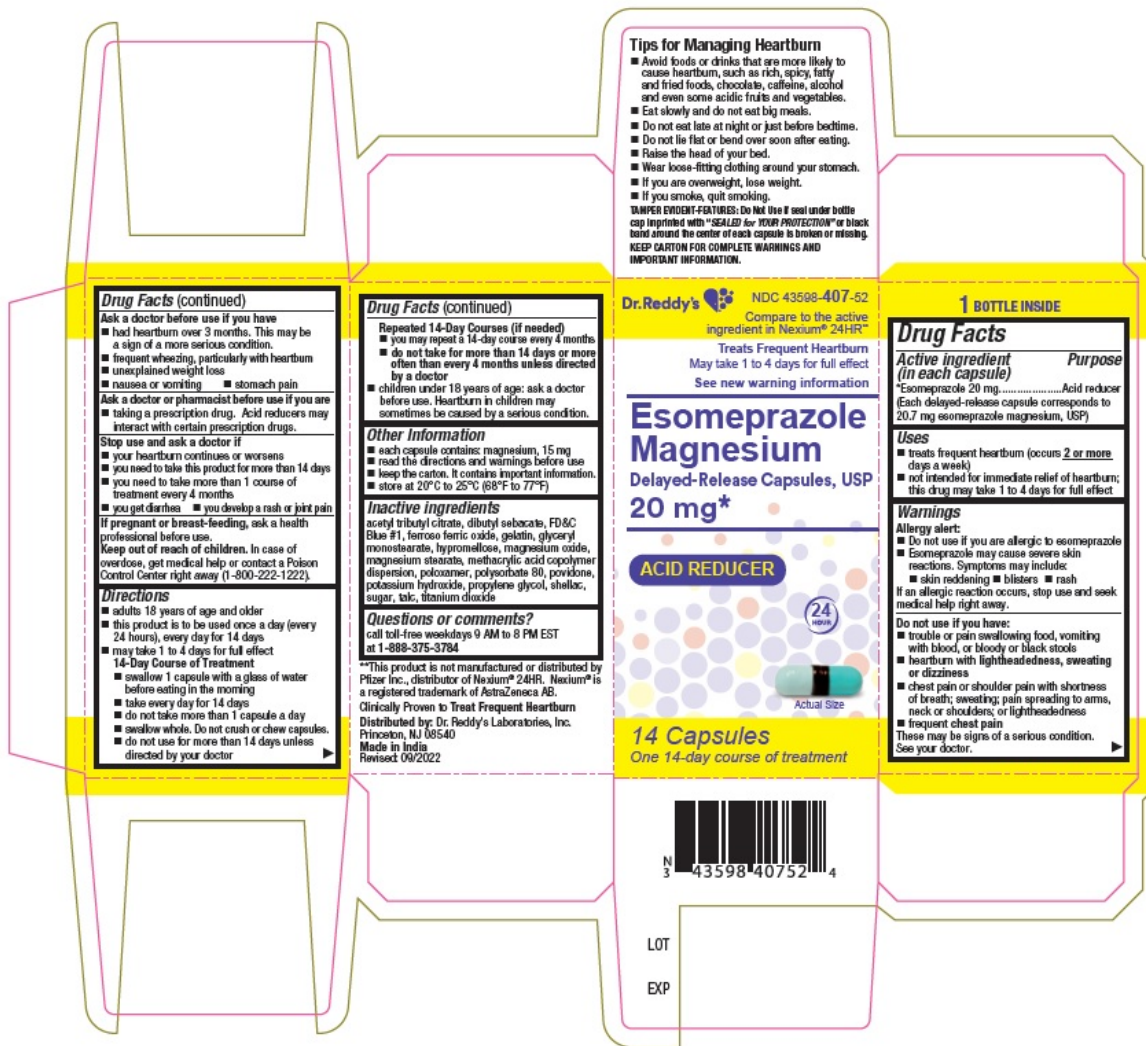 Tips for Managing Heartburn
■ Avoid foods or drinks that are more likely to
cause heartburn, such as rich, spicy, fatty
and fried foods, chocolate, caffeine, alcohol
and even some acidic fruits and vegetables.
■ Eat slowly and do not eat big meals.
■ Do not eat late at night or just before bedtime.
■ Do not lie flat or bend over soon after eating.
■ Raise the head of your bed.
■ Wear loose-fitting clothing around your stomach.
■ If you are overweight, lose weight.
■ If you smoke, quit smoking.
TAMPER EVIDENT-FEATURES: Do Not Use if seal under bottle
cap imprinted with "SEALED for YOUR PROTECTION" or black
band around the center of each capsule is broken or missing.
KEEP CARTON FOR COMPLETE WARNINGS AND
IMPORTANT INFORMATION.
Drug Facts (continued)
Ask a doctor before use if you have
■ had heartburn over 3 months. This may be
a sign of a more serious condition.
■ frequent wheezing, particularly with heartburn
■ unexplained weight loss
■ nausea or vomiting ■ stomach pain
Ask a doctor or pharmacist before use if you are
■ taking a prescription drug. Acid reducers may
interact with certain prescription drugs.
Stop use and ask a doctor if
■ your heartburn continues or worsens
■ you need to take this product for more than 14 days
■ you need to take more than 1 course of
treatment every 4 months
■ you get diarrhea ■ you develop a rash or joint pain
If pregnant or breast-feeding, ask a health
professional before use.
Keep out of reach of children. In case of
overdose, get medical help or contact a Poison
Control Center right away (1-800-222-1222).
Directions
■ adults 18 years of age and older
■ this product is to be used once a day (every
24 hours), every day for 14 days
■ may take 1 to 4 days for full effect
14-Day Course of Treatment
■ swallow 1 capsule with a glass of water
before eating in the morning
■ take every day for 14 days
■ do not take more than 1 capsule a day
■ swallow whole. Do not crush or chew capsules.
■ do not use for more than 14 days unless
directed by your doctor
Drug Facts (continued)
Repeated 14-Day Courses (if needed)
■ you may repeat a 14-day course every 4 months
■ do not take for more than 14 days or more
often than every 4 months unless directed
by a doctor
■ children under 18 years of age: ask a doctor
before use. Heartburn in children may
sometimes be caused by a serious condition.
Other Information
■ each capsule contains: magnesium, 15 mg
■ read the directions and warnings before use
■ keep the carton. It contains important information.
■ store at 20°C to 25°C (68°F to 77°F)
Inactive ingredients
acetyl tributyl citrate, dibutyl sebacate, FD&C
Blue #1, ferroso ferric oxide, gelatin, glyceryl
monostearate, hypromellose, magnesium oxide,
magnesium stearate, methacrylic acid copolymer
dispersion, poloxamer, polysorbate 80, povidone,
potassium hydroxide, propylene glycol, shellac,
sugar, talc, titanium dioxide
Questions or comments?
call toll-free weekdays 9 AM to 8 PM EST
at 1-888-375-3784
**This product is not manufactured or distributed by
Pfizer Inc., distributor of Nexium® 24HR. Nexium® is
a registered trademark of AstraZeneca AB.
Clinically Proven to Treat Frequent Heartburn
Distributed by: Dr. Reddy's Laboratories, Inc.
Princeton, NJ 08540
Made in India
Revised: 09/2022
Dr.Reddy's
NDC 43598-407-52
Compare to the active
ingredient in Nexium® 24HR**
Treats Frequent Heartburn
May take 1 to 4 days for full effect
See new warning information
Esomeprazole
Magnesium
Delayed-Release Capsules, USP
20 mg*
ACID REDUCER
24
HOUR
Actual Size
14 Capsules
One 14-day course of treatment
N
3 43598 40752 4
LOT
EXP
1 BOTTLE INSIDE
Drug Facts
Active ingredient Purpose
(in each capsule)
*Esomeprazole 20 mg.....................Acid reducer
(Each delayed-release capsule corresponds to
20.7 mg esomeprazole magnesium, USP)
Uses
■ treats frequent heartburn (occurs 2 or more
days a week)
■ not intended for immediate relief of heartburn;
this drug may take 1 to 4 days for full effect
Warnings
Allergy alert:
■ Do not use if you are allergic to esomeprazole
■ Esomeprazole may cause severe skin
reactions. Symptoms may include:
■ skin reddening ■ blisters ■ rash
If an allergic reaction occurs, stop use and seek
medical help right away.
Do not use if you have:
■ trouble or pain swallowing food, vomiting
with blood, or bloody or black stools
■ heartburn with lightheadedness, sweating
or dizziness
■ chest pain or shoulder pain with shortness
of breath; sweating; pain spreading to arms,
neck or shoulders; or lightheadedness
■ frequent chest pain
These may be signs of a serious condition.
See your doctor.